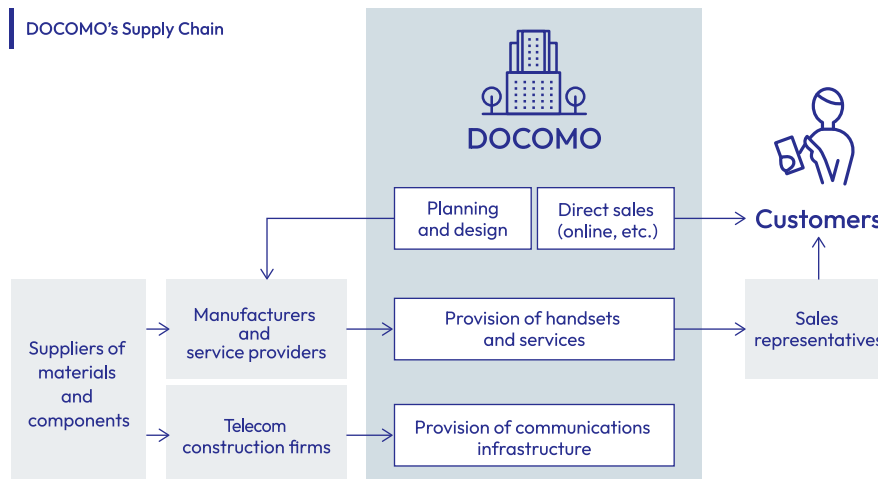 DOCOMO's Supply Chain
DOCOMO
Planning
and design
Direct sales
(online, etc.)
Customers
Suppliers of
materials
and
components
Manufacturers
and
service providers
Provision of handsets
and services
Sales
representatives
Telecom
construction firms
Provision of communications
infrastructure